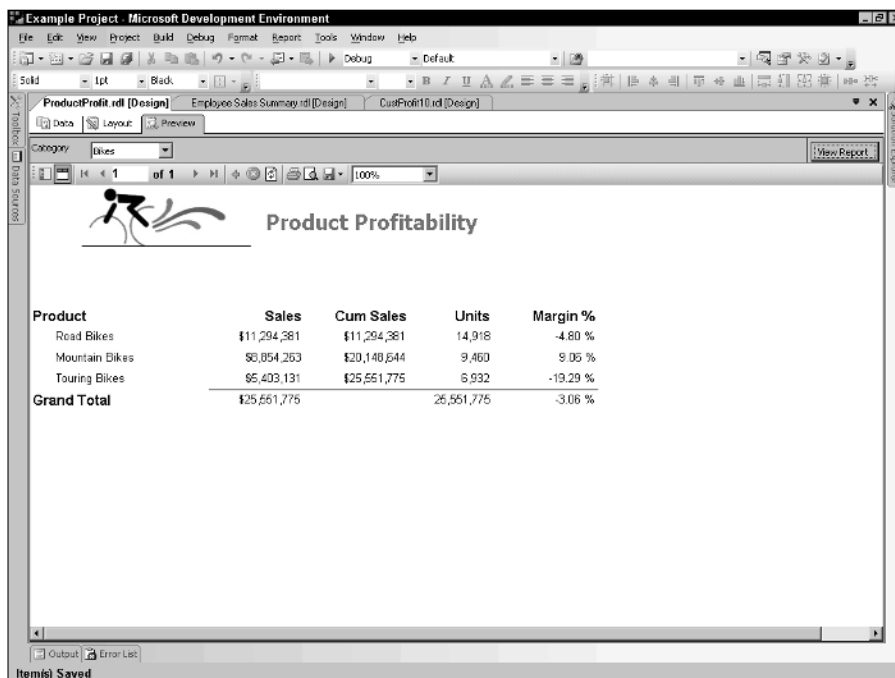 Example Project - Microsoft Development Environment
File Edit View Project Build Debug Format Report Tools Window Help
Debug Default
Solid 1pt Black B I U A
ProductProfit.rdl [Design] Employee Sales Summary.rdl [Design] CustProfit10.rdl [Design]
Data Layout Preview
Toolbox
Data Sources
Category Bikes View Report
1 of 1 100%
Product Profitability
Product Sales Cum Sales Units Margin %
Road Bikes $11,294,381 $11,294,381 14,918 -4.80 %
Mountain Bikes $8,854,263 $20,148,644 9,460 9.06 %
Touring Bikes $5,403,131 $25,551,775 6,932 -19.29 %
Grand Total $25,551,775 25,551,775 -3.06 %
Output Error List
Item(s) Saved